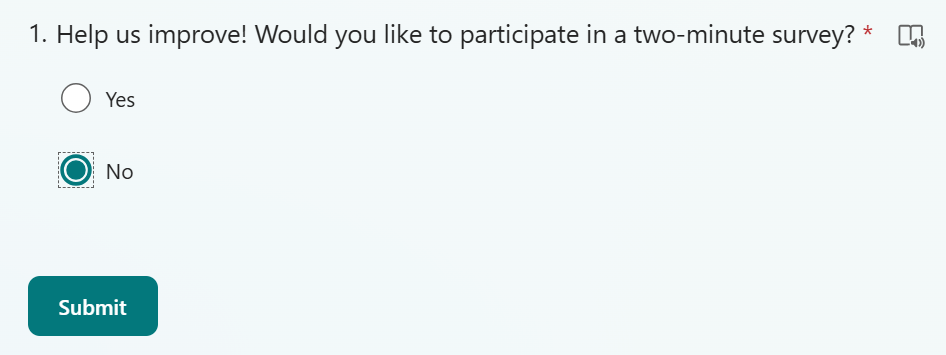 1. Help us improve! Would you like to participate in a two-minute survey? *
Yes
No
Submit